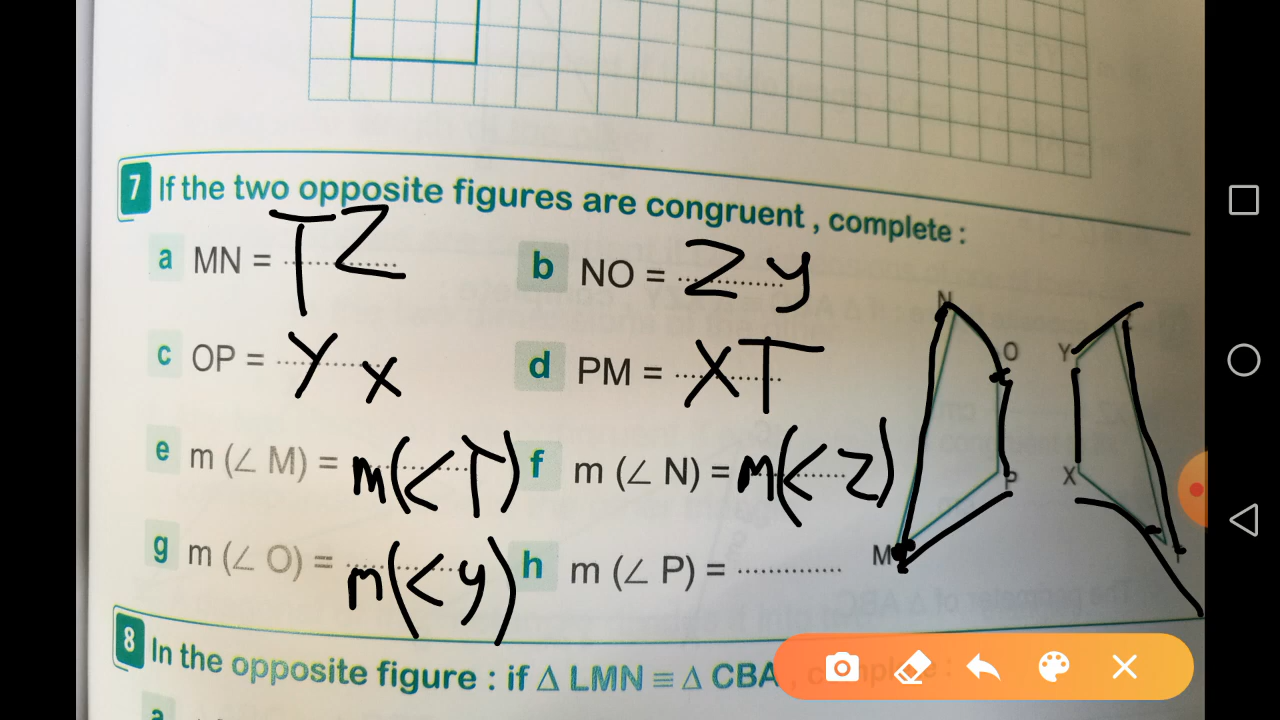 7 If the two opposite figures are congruent , complete :
a MN = TZ b NO = Zy
c OP = Yx d PM = XT
e m (∠ M) = m(<T) f m (∠ N) = m(<Z)
g m (∠ O) = m(<y) h m (∠ P) = ..............
N
O
P
M
Y
X
8 In the opposite figure : if Δ LMN ≡ Δ CBA , complete :
a